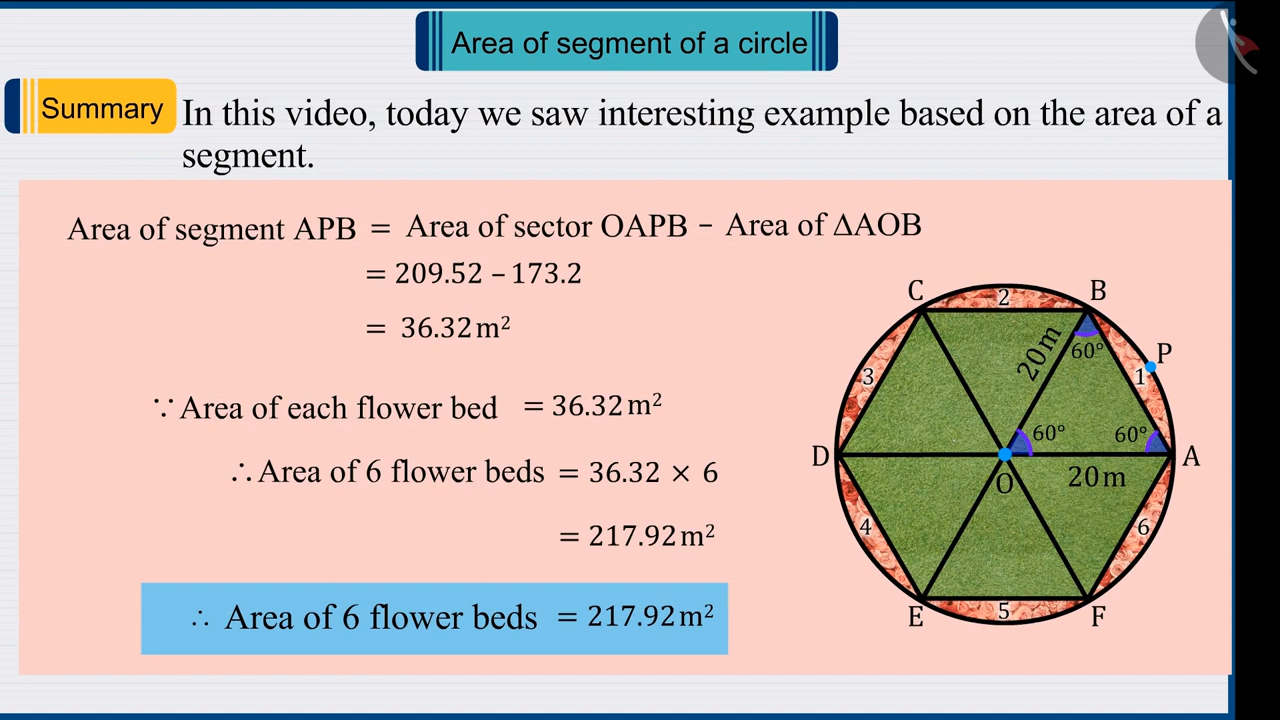 Area of segment of a circle
Summary
In this video, today we saw interesting example based on the area of a
segment.
Area of segment APB = Area of sector OAPB − Area of ΔAOB
= 209.52 – 173.2
= 36.32 m²
∵ Area of each flower bed = 36.32 m²
∴ Area of 6 flower beds = 36.32 × 6
= 217.92 m²
∴ Area of 6 flower beds = 217.92 m²
C
2
B
20 m
60°
P
3
1
60°
60°
D
A
O
20 m
4
6
E
5
F